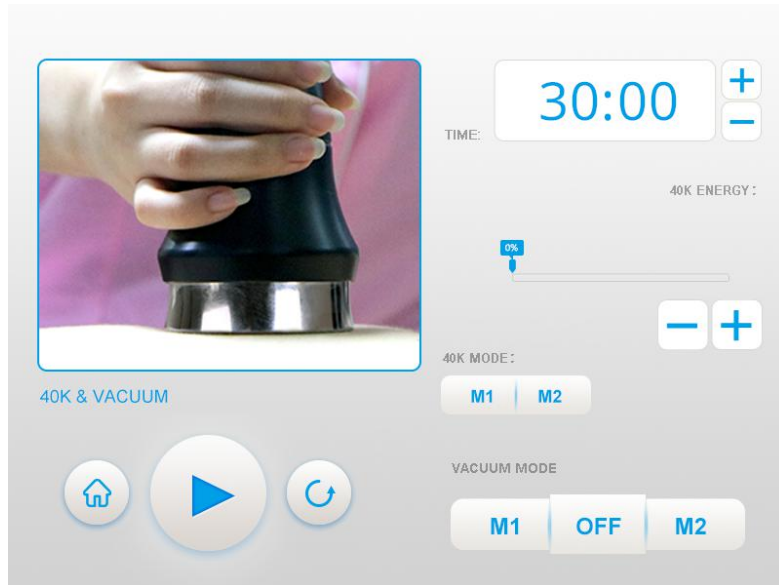 30:00
TIME:
40K ENERGY:
0%
40K MODE:
M1 M2
40K & VACUUM
VACUUM MODE
M1 OFF M2